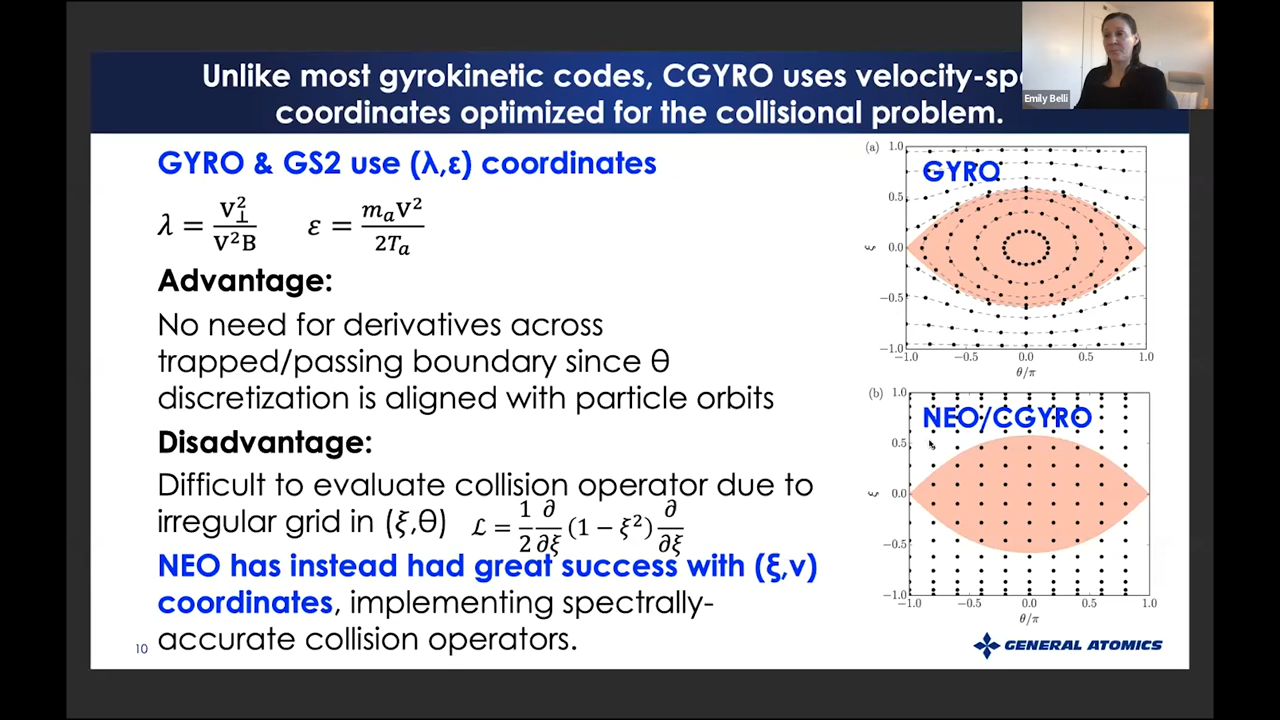 Unlike most gyrokinetic codes, CGYRO uses velocity-sp
coordinates optimized for the collisional problem.
Emily Belli
GYRO & GS2 use (λ,ε) coordinates
λ = V⊥² / V²B    ε = mₐV² / 2Tₐ
Advantage:
No need for derivatives across
trapped/passing boundary since θ
discretization is aligned with particle orbits
Disadvantage:
Difficult to evaluate collision operator due to
irregular grid in (ξ,θ)  ℒ = 1/2 ∂/∂ξ (1 − ξ²) ∂/∂ξ
NEO has instead had great success with (ξ,v)
coordinates, implementing spectrally-
accurate collision operators.
10
(a)
GYRO
1.0
0.5
0.0
−0.5
−1.0
ξ
−1.0 −0.5 0.0 0.5 1.0
θ/π
(b)
NEO/CGYRO
1.0
0.5
0.0
−0.5
−1.0
ξ
−1.0 −0.5 0.0 0.5 1.0
θ/π
GENERAL ATOMICS